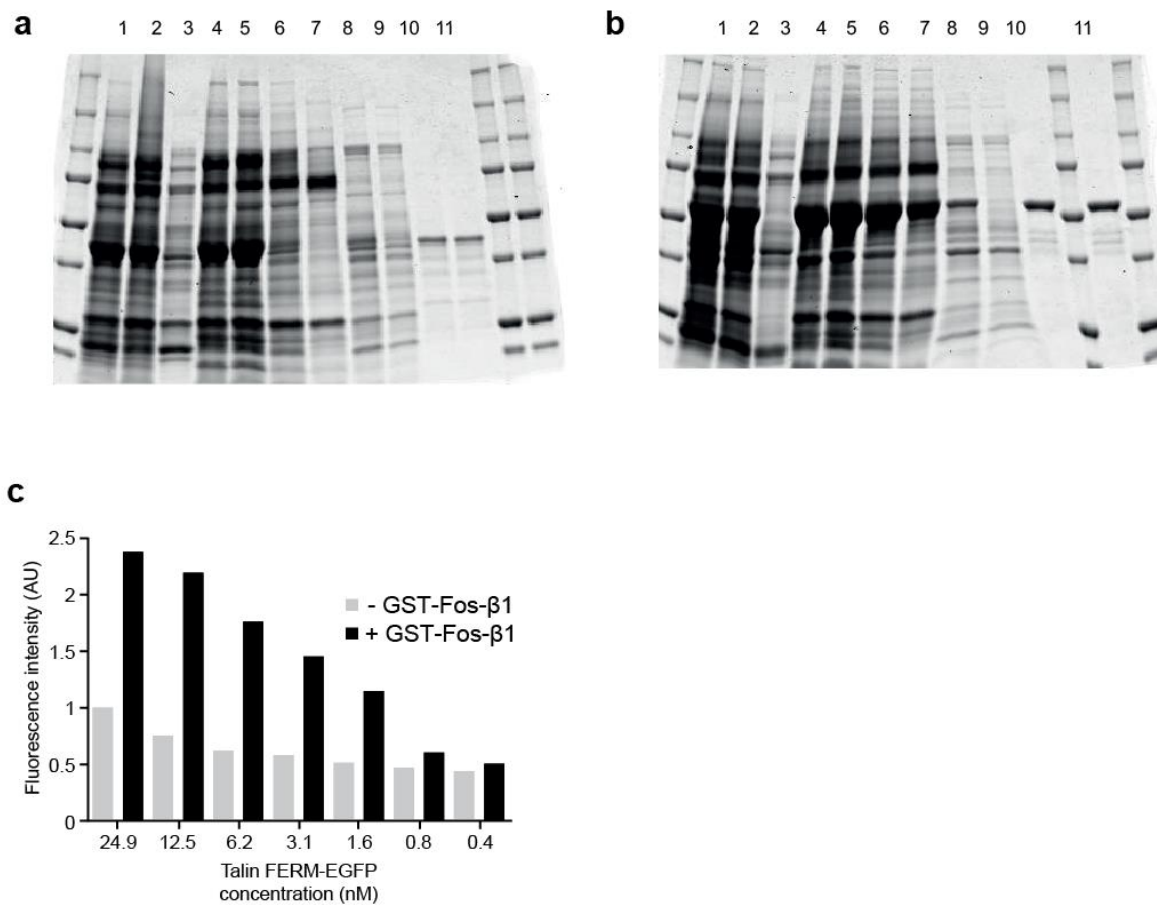 a
1 2 3 4 5 6 7 8 9 10 11
b
1 2 3 4 5 6 7 8 9 10 11
c
Fluorescence intensity (AU)
2.5
2
1.5
1
0.5
0
- GST-Fos-β1
+ GST-Fos-β1
24.9 12.5 6.2 3.1 1.6 0.8 0.4
Talin FERM-EGFP
concentration (nM)